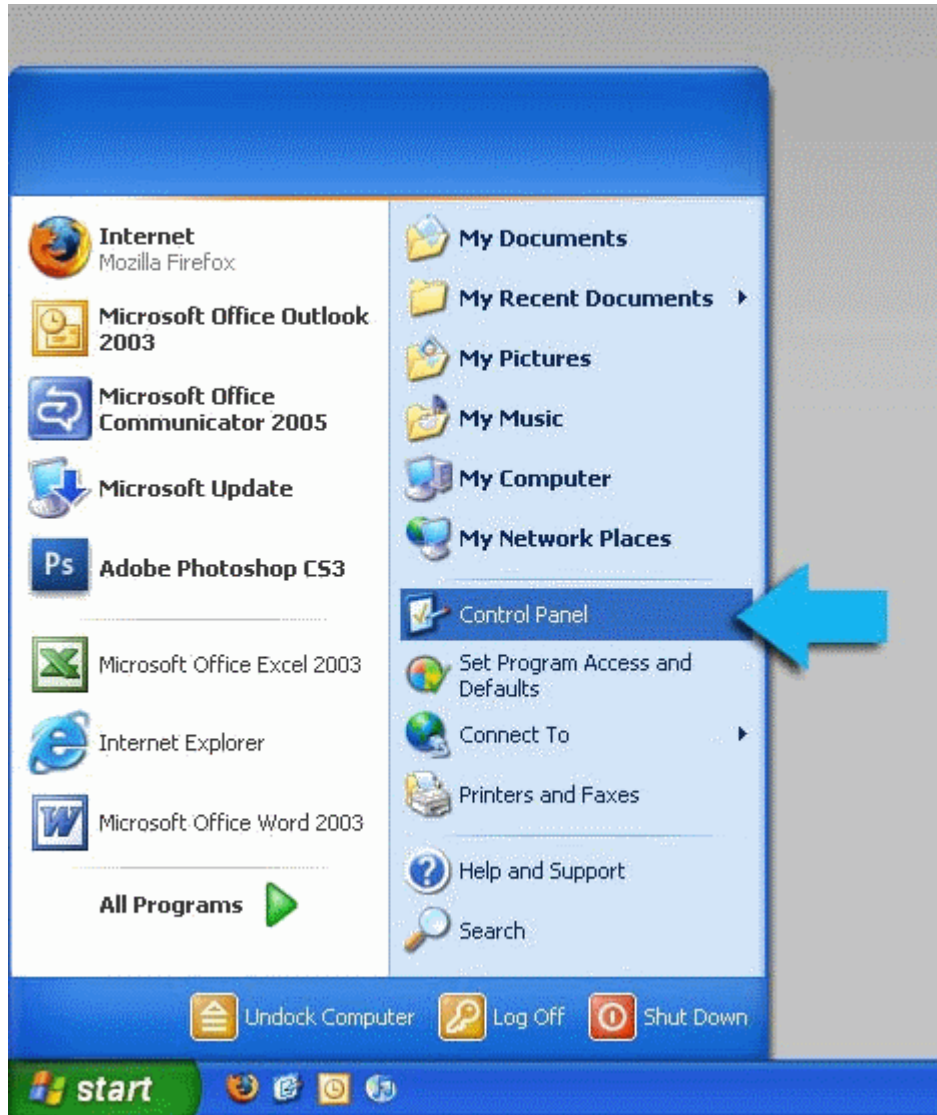 Internet
Mozilla Firefox
Microsoft Office Outlook
2003
Microsoft Office
Communicator 2005
Microsoft Update
Ps
Adobe Photoshop CS3
Microsoft Office Excel 2003
Internet Explorer
Microsoft Office Word 2003
All Programs
My Documents
My Recent Documents
My Pictures
My Music
My Computer
My Network Places
Control Panel
Set Program Access and
Defaults
Connect To
Printers and Faxes
Help and Support
Search
Undock Computer
Log Off
Shut Down
start